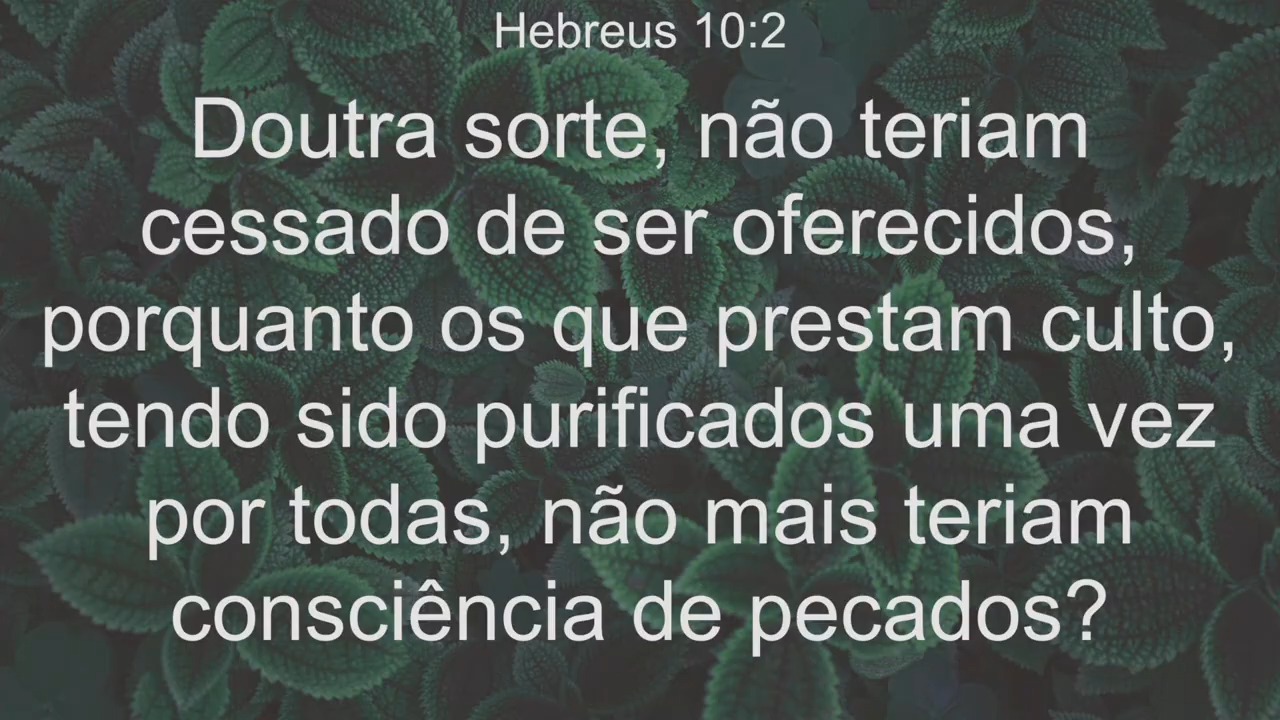 Hebreus 10:2
Doutra sorte, não teriam
cessado de ser oferecidos,
porquanto os que prestam culto,
tendo sido purificados uma vez
por todas, não mais teriam
consciência de pecados?